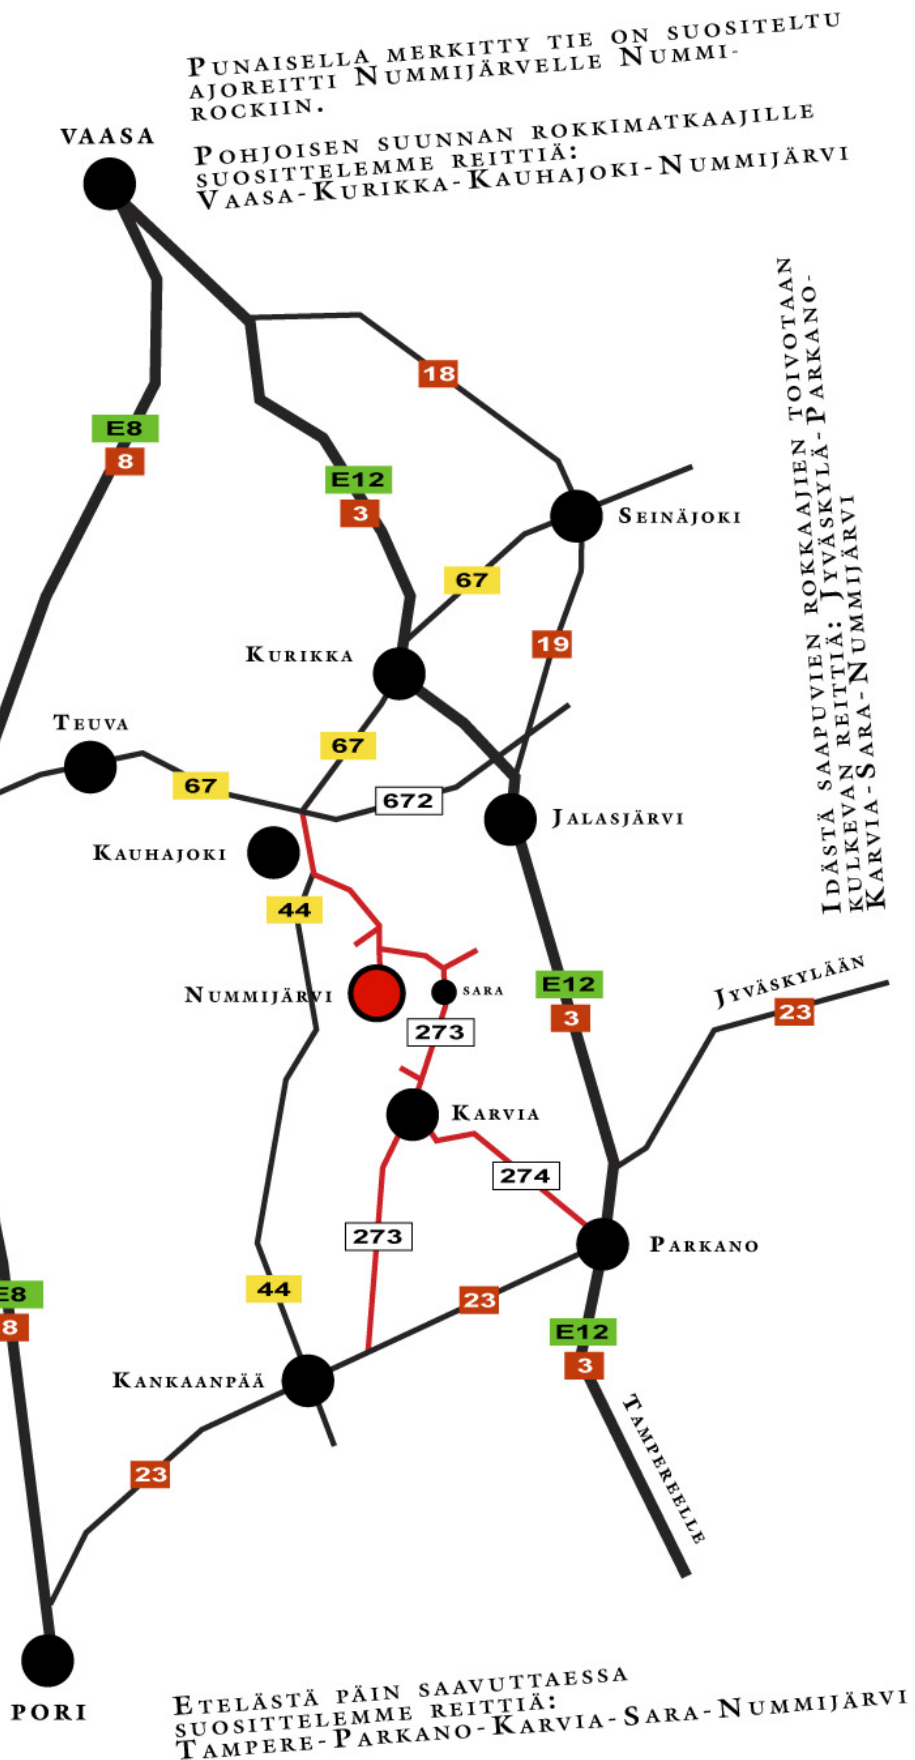 Punaisella merkitty tie on suositeltu
ajoreitti Nummijärvelle Nummi-
rockiin.
Pohjoisen suunnan rokkimatkaajille
suosittelemme reittiä:
Vaasa-Kurikka-Kauhajoki-Nummijärvi
VAASA
Idästä saapuvien rokkaajien toivotaan
kulkevan reittiä: Jyväskylä-Parkano-
Karvia-Sara-Nummijärvi
18
E8
8
E12
3
Seinäjoki
67
19
Kurikka
Teuva
67
67
672
Jalasjärvi
Kauhajoki
44
Nummijärvi
sara
E12
3
Jyväskylään
23
273
Karvia
274
273
Parkano
44
23
E8
8
E12
3
Kankaanpää
Tampereelle
23
PORI
Etelästä päin saavuttaessa
suosittelemme reittiä:
Tampere-Parkano-Karvia-Sara-Nummijärvi